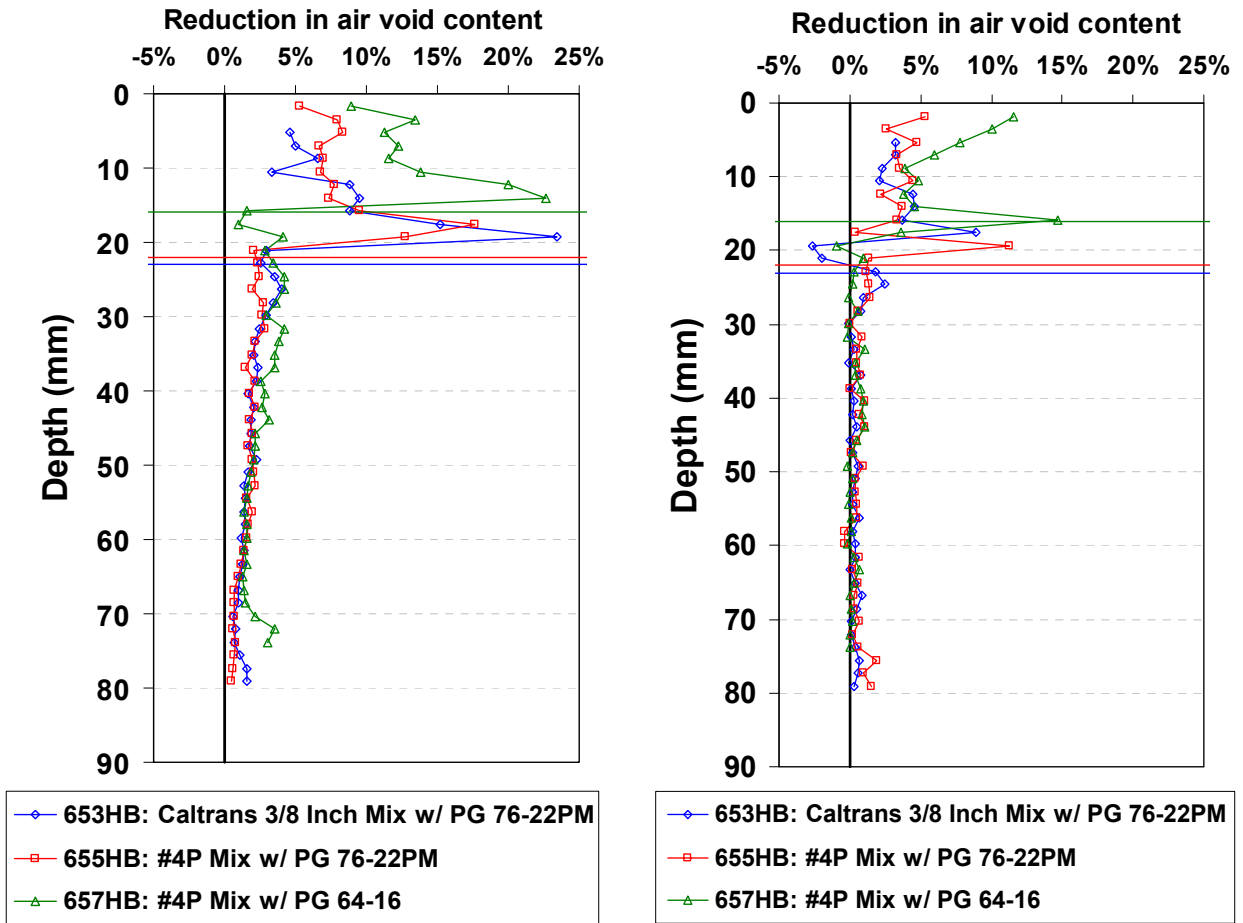 Reduction in air void content
-5% 0% 5% 10% 15% 20% 25%
0
10
20
30
40
50
60
70
80
90
Depth (mm)
653HB: Caltrans 3/8 Inch Mix w/ PG 76-22PM
655HB: #4P Mix w/ PG 76-22PM
657HB: #4P Mix w/ PG 64-16
Reduction in air void content
-5% 0% 5% 10% 15% 20% 25%
0
10
20
30
40
50
60
70
80
90
Depth (mm)
653HB: Caltrans 3/8 Inch Mix w/ PG 76-22PM
655HB: #4P Mix w/ PG 76-22PM
657HB: #4P Mix w/ PG 64-16